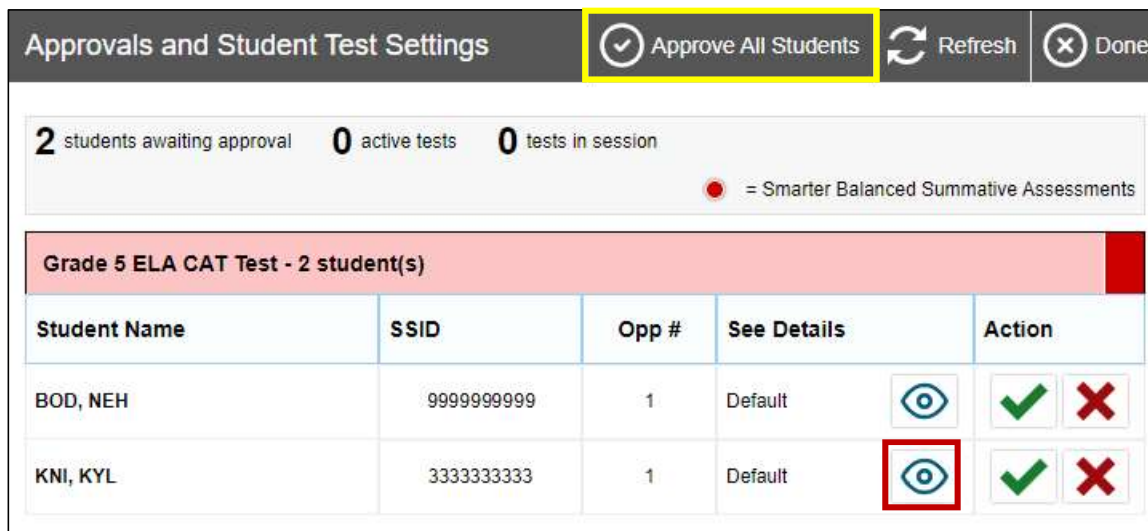 Approvals and Student Test Settings Approve All Students Refresh Done
2 students awaiting approval 0 active tests 0 tests in session
= Smarter Balanced Summative Assessments
Grade 5 ELA CAT Test - 2 student(s)
Student Name SSID Opp # See Details Action
BOD, NEH 9999999999 1 Default
KNI, KYL 3333333333 1 Default